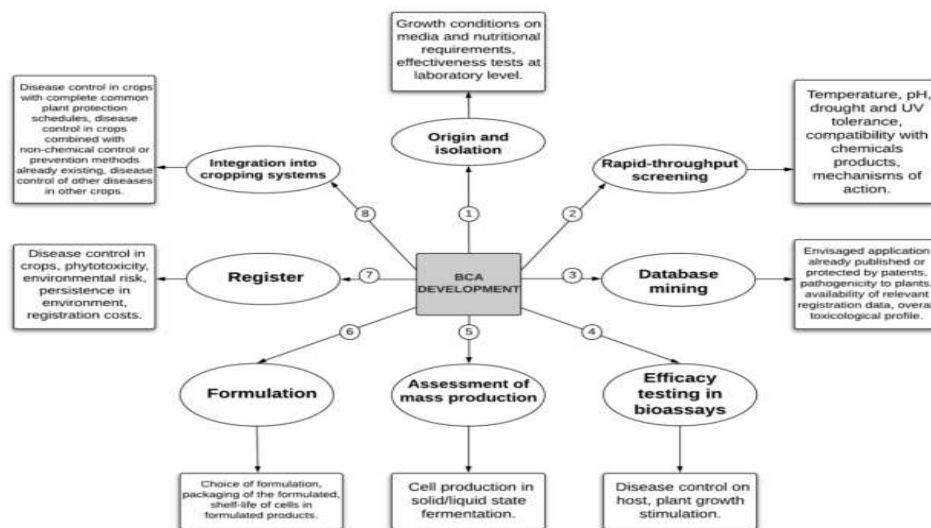 Growth conditions on
media and nutritional
requirements,
effectiveness tests at
laboratory level.
Origin and
isolation
1
Temperature, pH,
drought and UV
tolerance,
compatibility with
chemicals
products,
mechanisms of
action.
Rapid-throughput
screening
2
Envisaged application
already published or
protected by patents,
pathogenicity to plants,
availability of relevant
registration data, overall
toxicological profile.
Database
mining
3
Efficacy
testing in
bioassays
4
Disease control on
host, plant growth
stimulation.
Assessment of
mass production
5
Cell production in
solid/liquid state
fermentation.
Formulation
6
Choice of formulation,
packaging of the formulated,
shelf-life of cells in
formulated products.
Register
7
Disease control in
crops, phytotoxicity,
environmental risk,
persistence in
environment,
registration costs.
Integration into
cropping systems
8
Disease control in crops
with complete common
plant protection
schedules, disease
control in crops
combined with
non-chemical control or
prevention methods
already existing, disease
control of other diseases
in other crops.
BCA
DEVELOPMENT